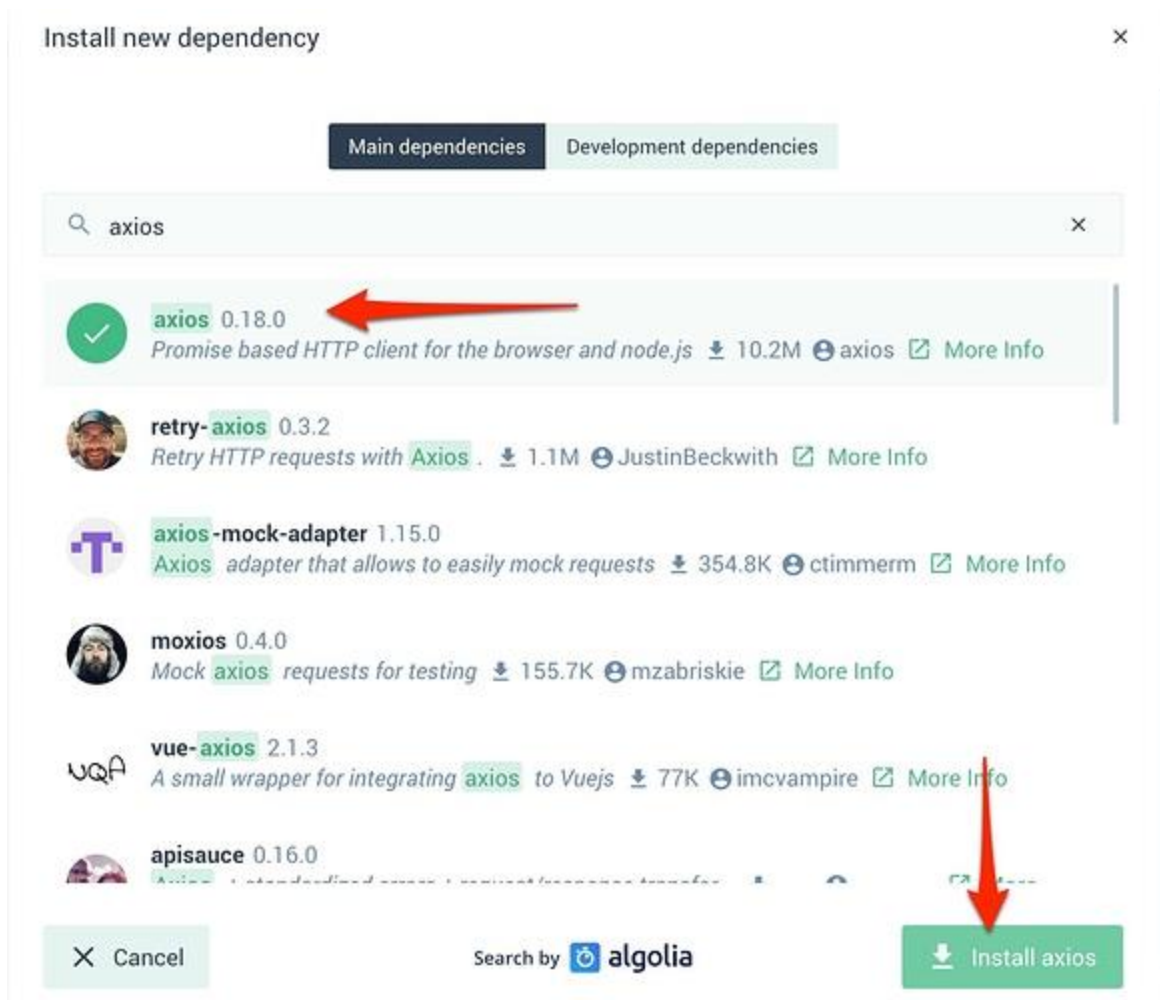 Install new dependency
Main dependencies Development dependencies
axios
axios 0.18.0
Promise based HTTP client for the browser and node.js 10.2M axios More Info
retry-axios 0.3.2
Retry HTTP requests with Axios . 1.1M JustinBeckwith More Info
axios-mock-adapter 1.15.0
Axios adapter that allows to easily mock requests 354.8K ctimmerm More Info
moxios 0.4.0
Mock axios requests for testing 155.7K mzabriskie More Info
vue-axios 2.1.3
A small wrapper for integrating axios to Vuejs 77K imcvampire More Info
apisauce 0.16.0
Cancel Search by algolia Install axios